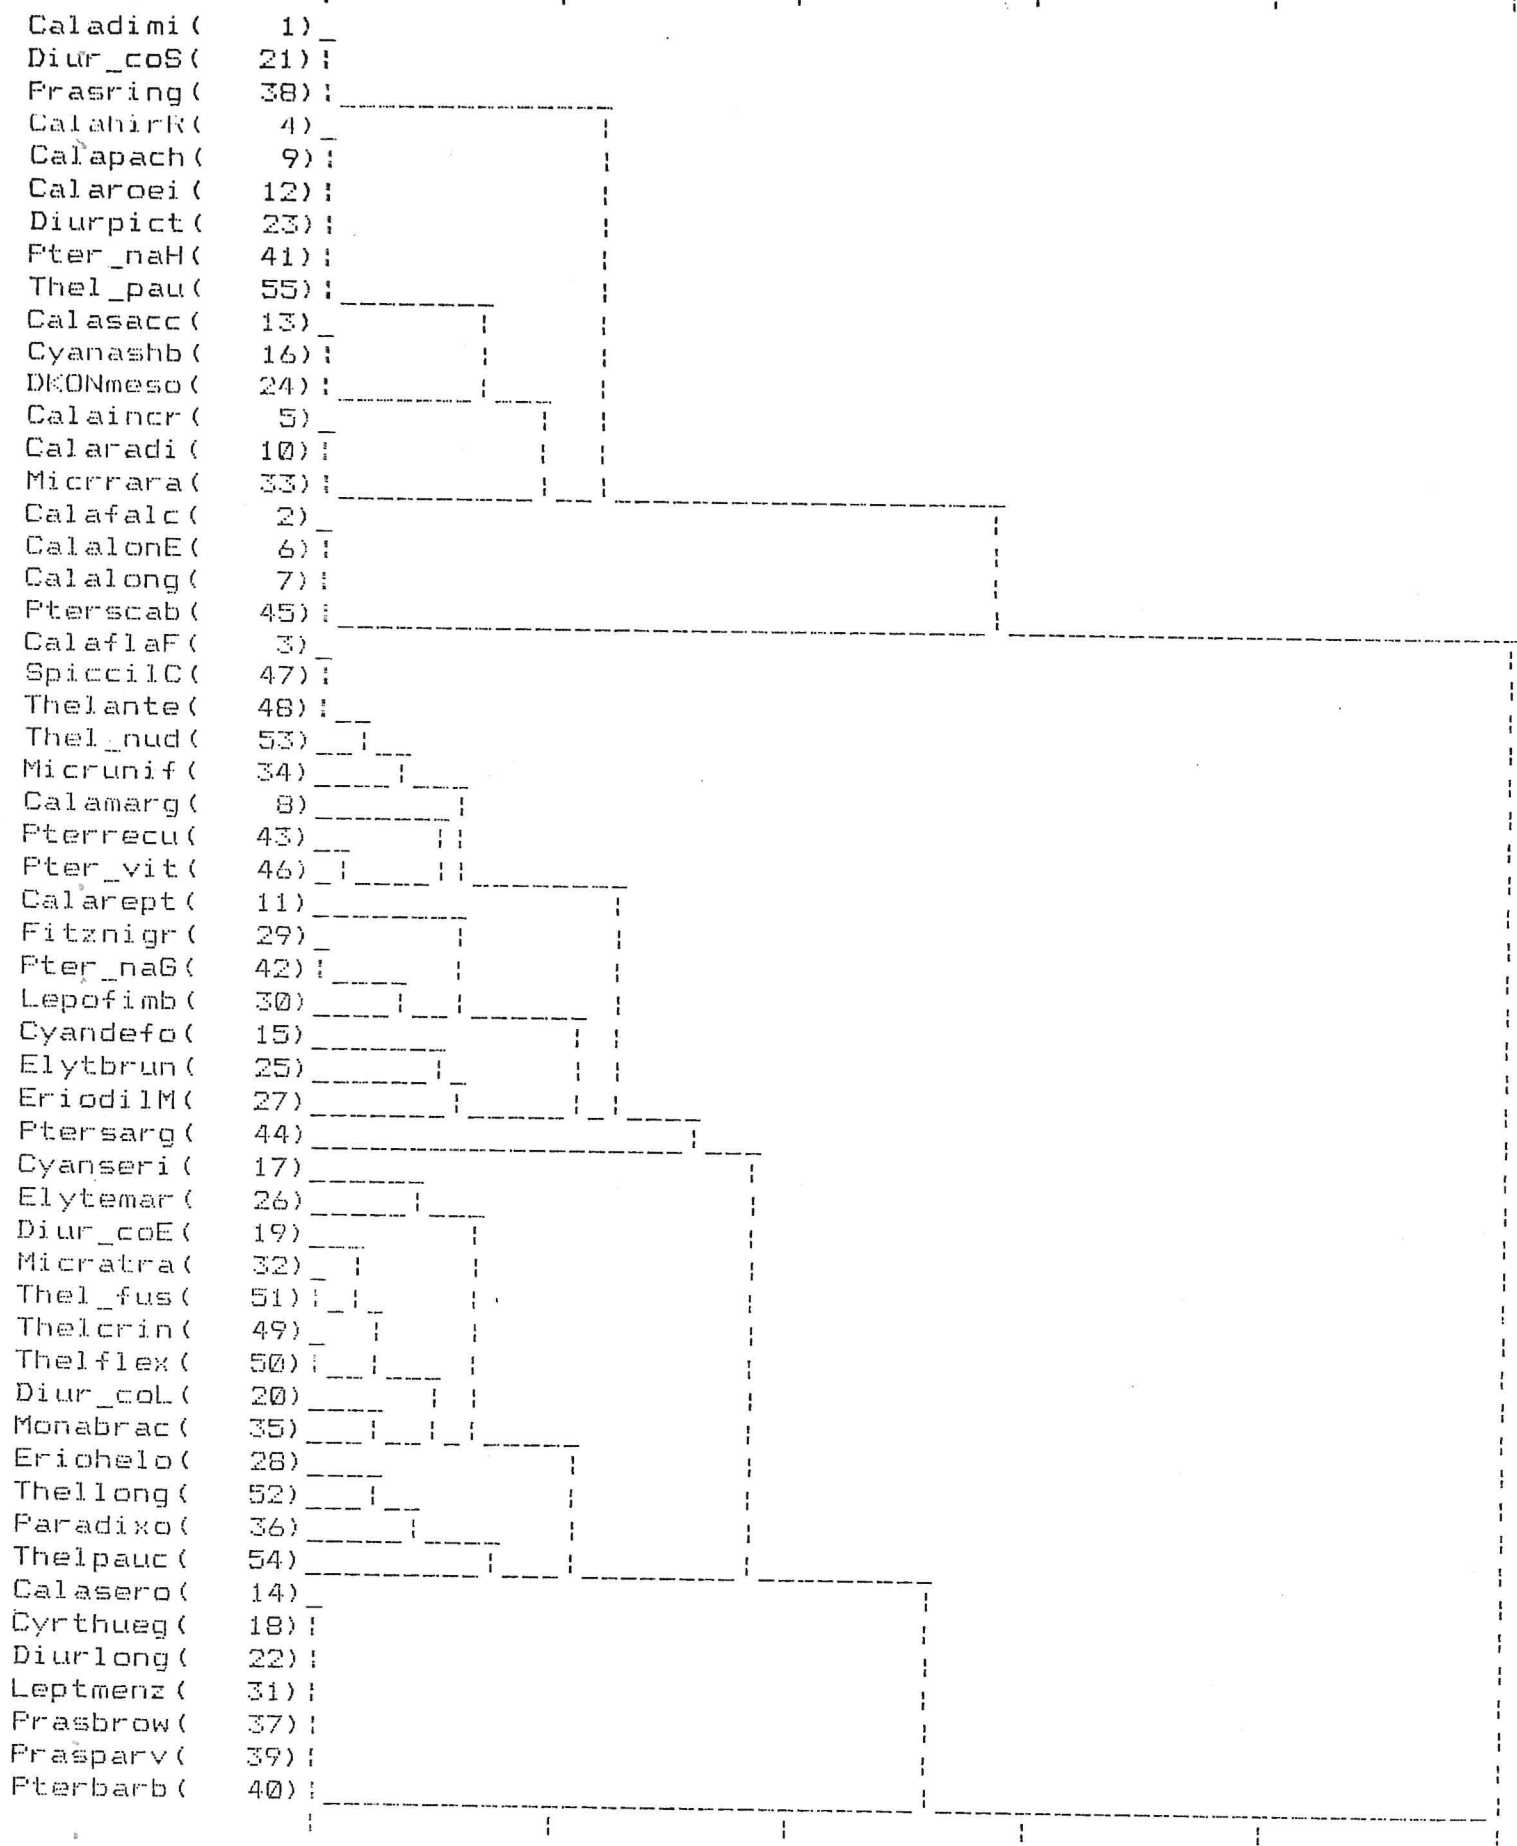 Caladimi( 1)
Diur_coS( 21)
Prasring( 38)
CalahirR( 4)
Calapach( 9)
Calaroei( 12)
Diurpict( 23)
Pter_naH( 41)
Thel_pau( 55)
Calasacc( 13)
Cyanashb( 16)
DKONmeso( 24)
Calaincr( 5)
Calaradi( 10)
Micrrara( 33)
Calafalc( 2)
CalalonE( 6)
Calalong( 7)
Pterscab( 45)
CalaflaF( 3)
SpiccilC( 47)
Thelante( 48)
Thel_nud( 53)
Micrunif( 34)
Calamarg( 8)
Pterrecu( 43)
Pter_vit( 46)
Calarept( 11)
Fitznigr( 29)
Pter_naG( 42)
Lepofimb( 30)
Cyandefo( 15)
Elytbrun( 25)
EriodilM( 27)
Ptersarg( 44)
Cyanseri( 17)
Elytemar( 26)
Diur_coE( 19)
Micratra( 32)
Thel_fus( 51)
Thelcrin( 49)
Thelflex( 50)
Diur_coL( 20)
Monabrac( 35)
Eriohelo( 28)
Thellong( 52)
Paradixo( 36)
Thelpauc( 54)
Calasero( 14)
Cyrthueg( 18)
Diurlong( 22)
Leptmenz( 31)
Prasbrow( 37)
Prasparv( 39)
Pterbarb( 40)